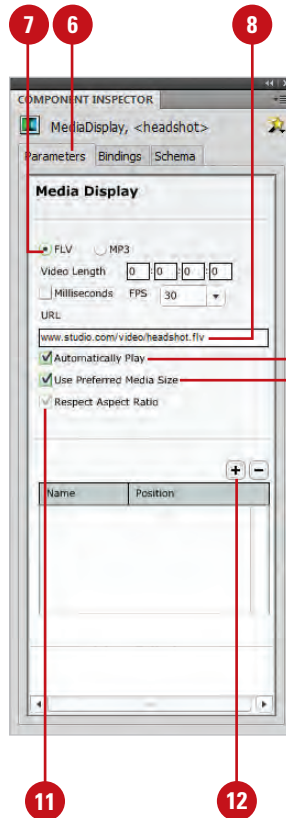 7 6 8
COMPONENT INSPECTOR
MediaDisplay, <headshot>
Parameters Bindings Schema
Media Display
FLV MP3
Video Length 0 : 0 : 0 : 0
Milliseconds FPS 30
URL
www.studio.com/video/headshot.flv
Automatically Play
Use Preferred Media Size
Respect Aspect Ratio
+ −
Name Position
11 12